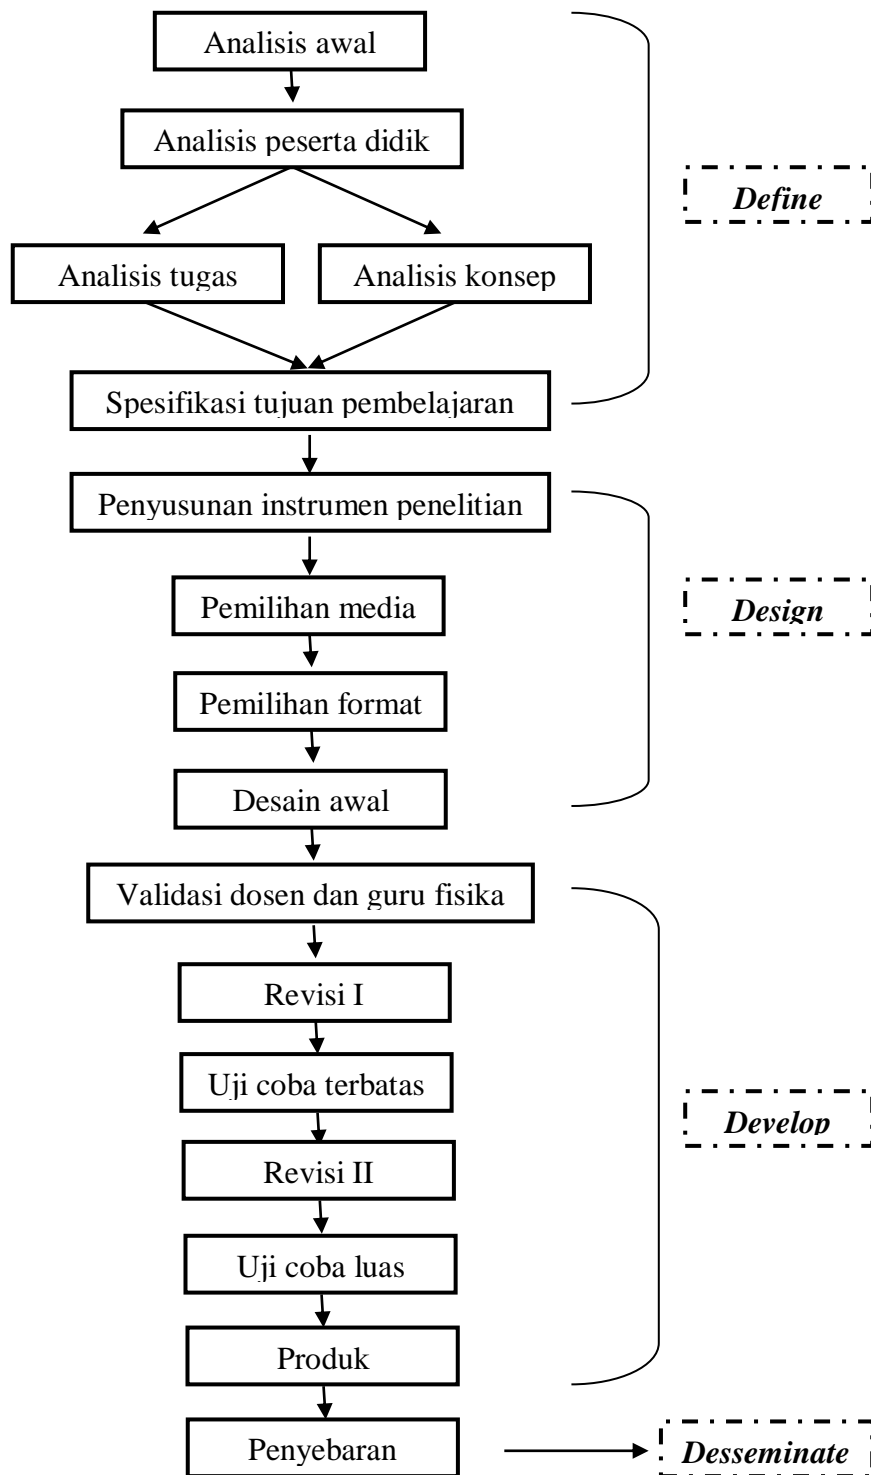 Analisis awal
Analisis peserta didik
Define
Analisis tugas
Analisis konsep
Spesifikasi tujuan pembelajaran
Penyusunan instrumen penelitian
Pemilihan media
Design
Pemilihan format
Desain awal
Validasi dosen dan guru fisika
Revisi I
Uji coba terbatas
Develop
Revisi II
Uji coba luas
Produk
Penyebaran
Desseminate